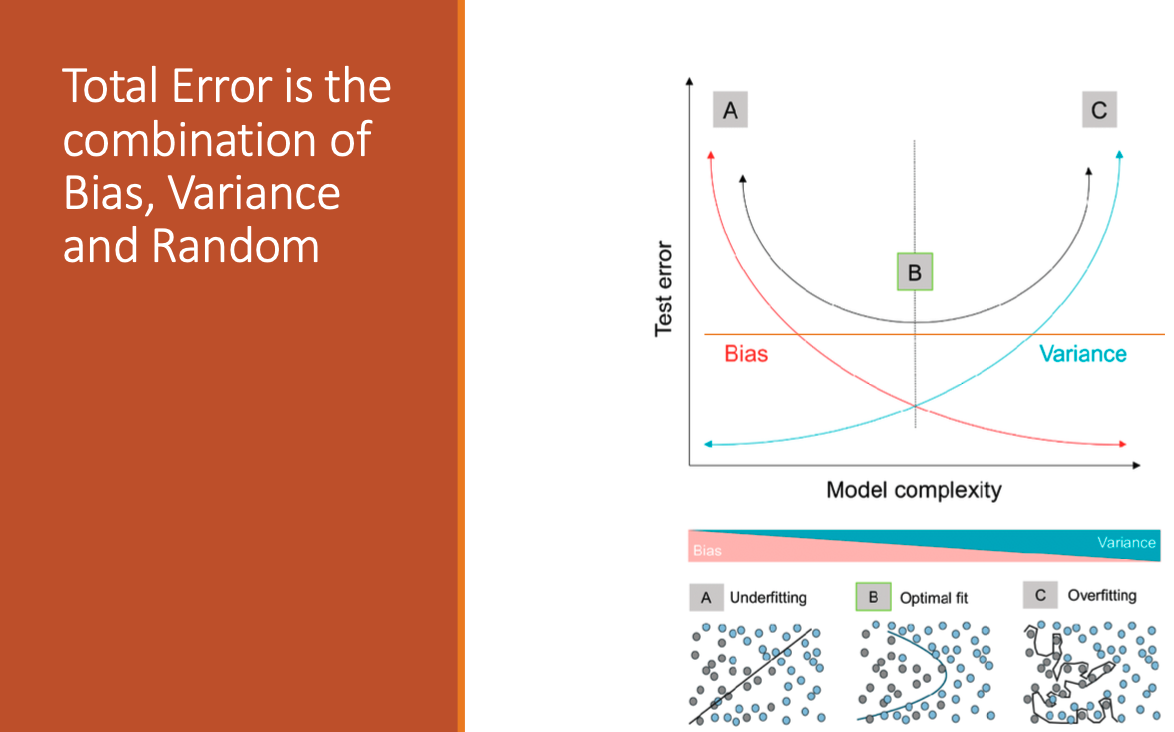 Total Error is the
combination of
Bias, Variance
and Random
A
C
B
Test error
Bias
Variance
Model complexity
Bias
Variance
A Underfitting
B Optimal fit
C Overfitting